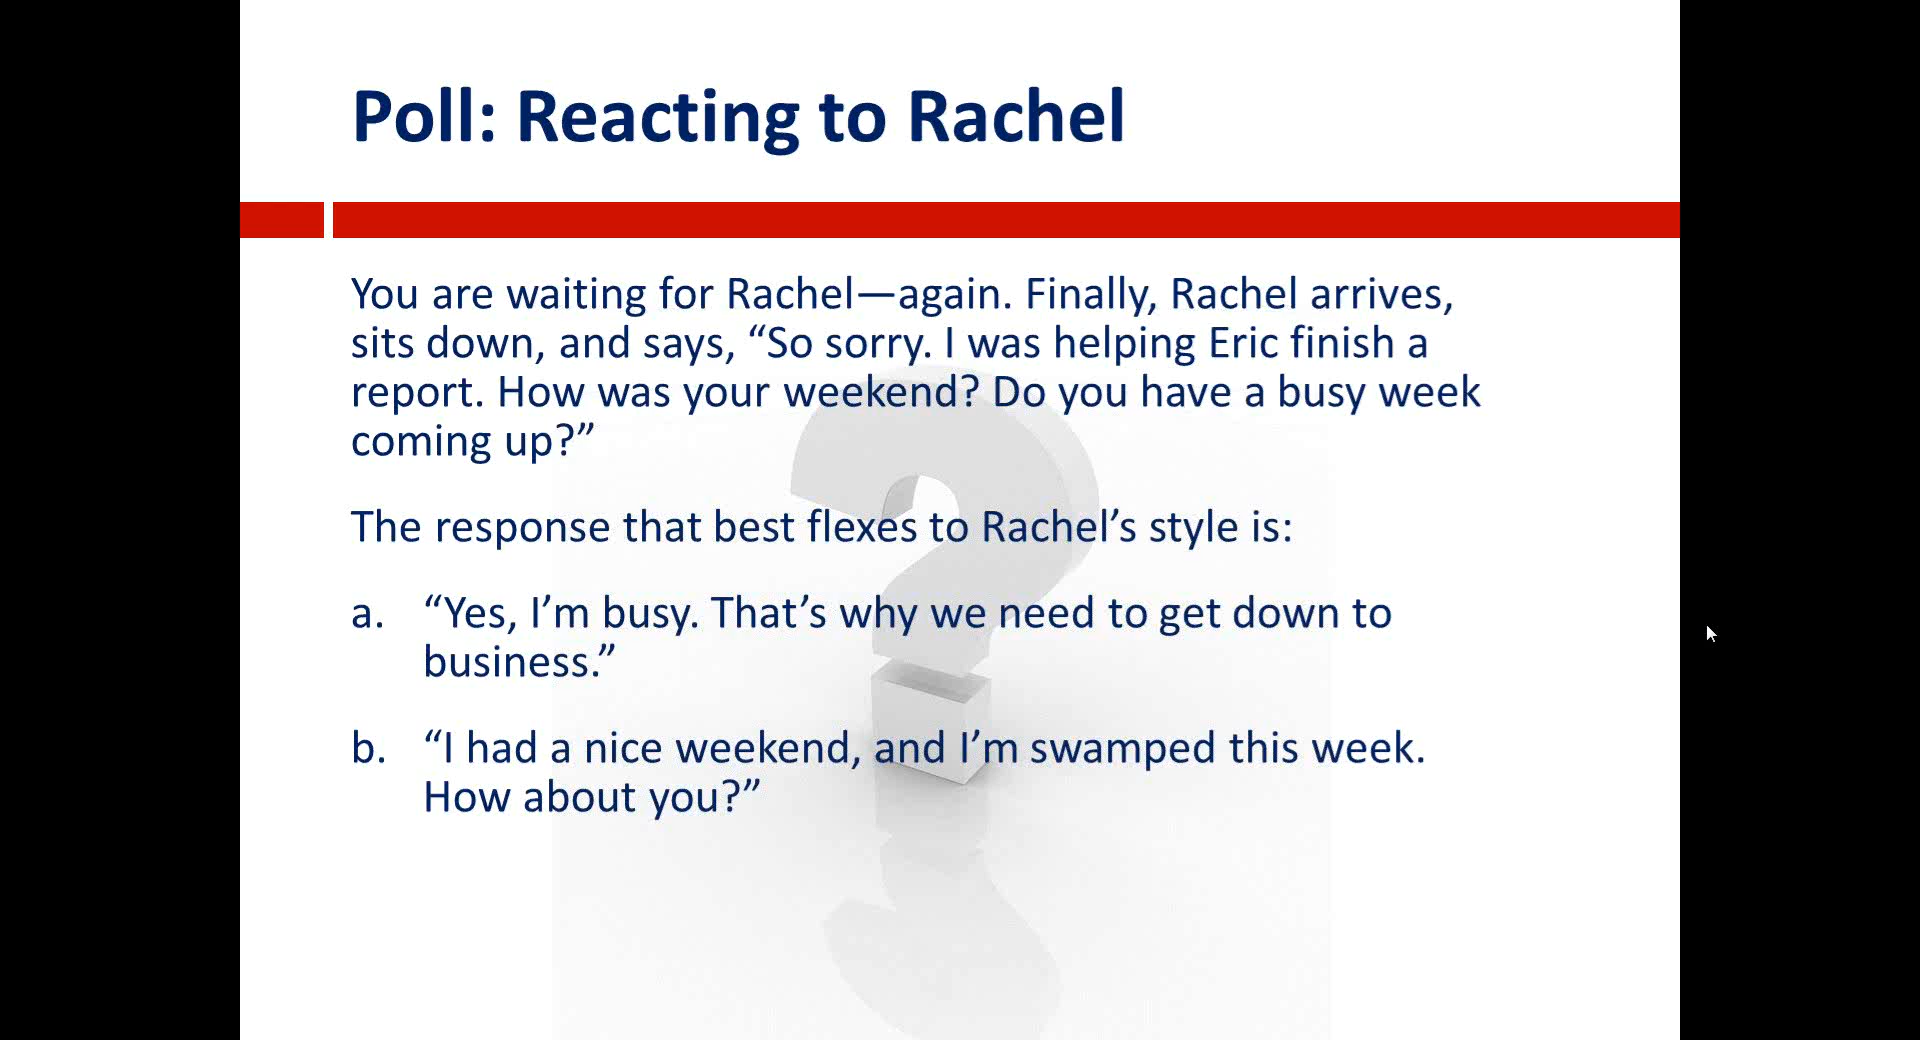 Poll: Reacting to Rachel
You are waiting for Rachel—again. Finally, Rachel arrives,
sits down, and says, “So sorry. I was helping Eric finish a
report. How was your weekend? Do you have a busy week
coming up?”
The response that best flexes to Rachel’s style is:
a. “Yes, I’m busy. That’s why we need to get down to
business.”
b. “I had a nice weekend, and I’m swamped this week.
How about you?”